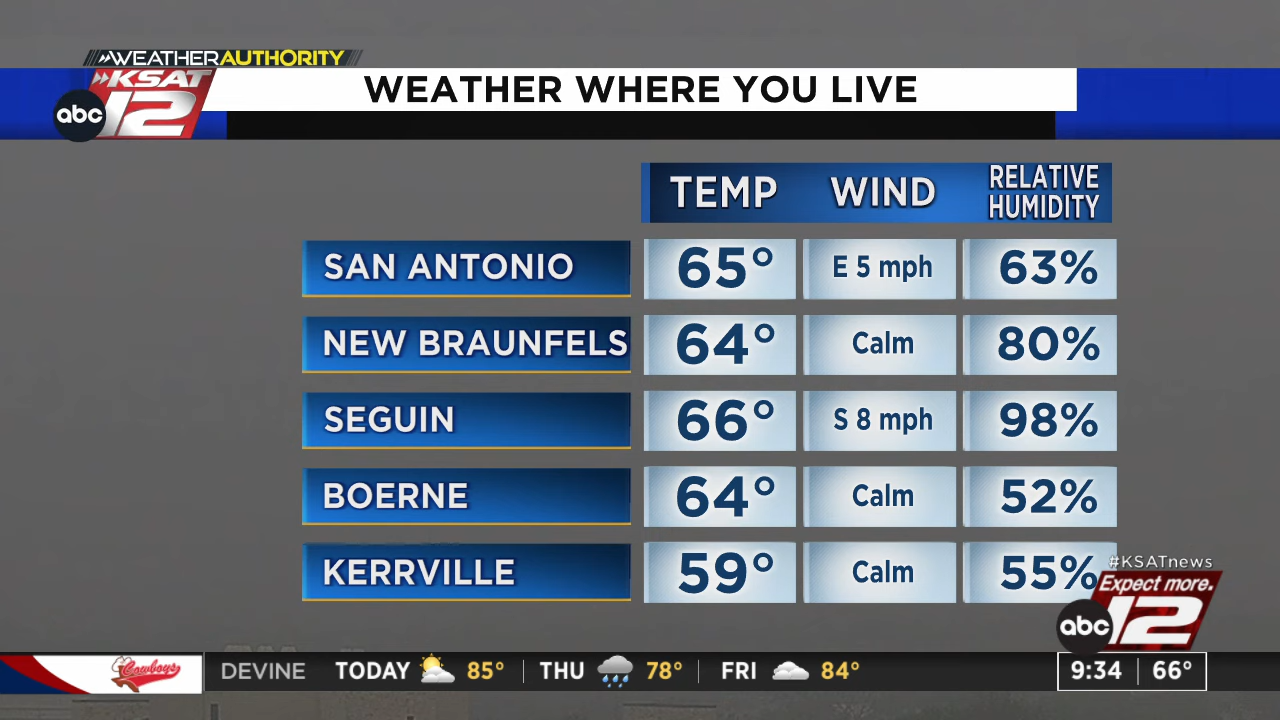 WEATHERAUTHORITY
KSAT
abc 12
WEATHER WHERE YOU LIVE
TEMP WIND RELATIVE HUMIDITY
SAN ANTONIO 65° E 5 mph 63%
NEW BRAUNFELS 64° Calm 80%
SEGUIN 66° S 8 mph 98%
BOERNE 64° Calm 52%
KERRVILLE 59° Calm 55%
#KSATnews
Expect more.
abc 12
Cowboys DEVINE TODAY 85° THU 78° FRI 84° 9:34 66°